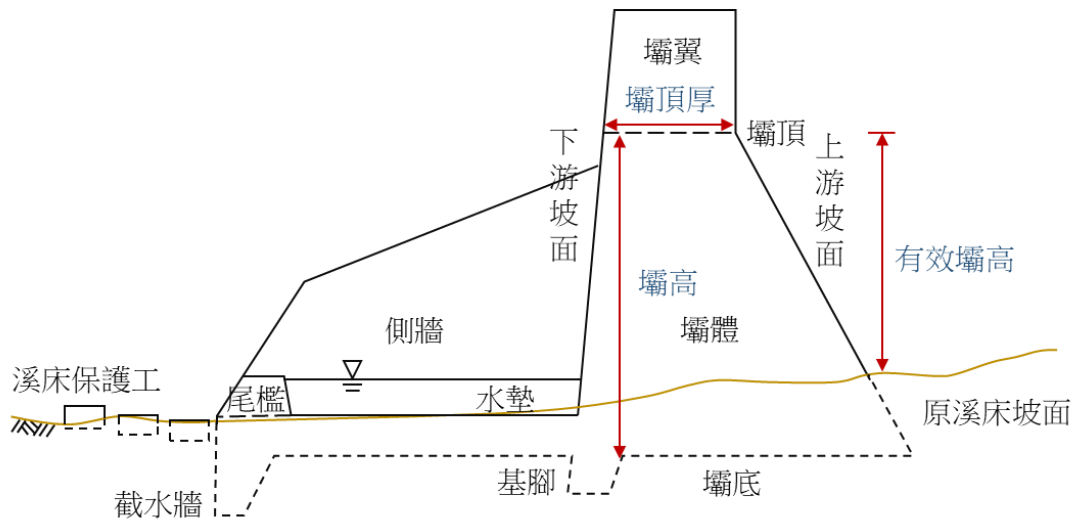 壩翼
壩頂厚
壩頂
下游坡面
上游坡面
有效壩高
壩高
壩體
側牆
溪床保護工
尾檻
水墊
原溪床坡面
基腳
壩底
截水牆